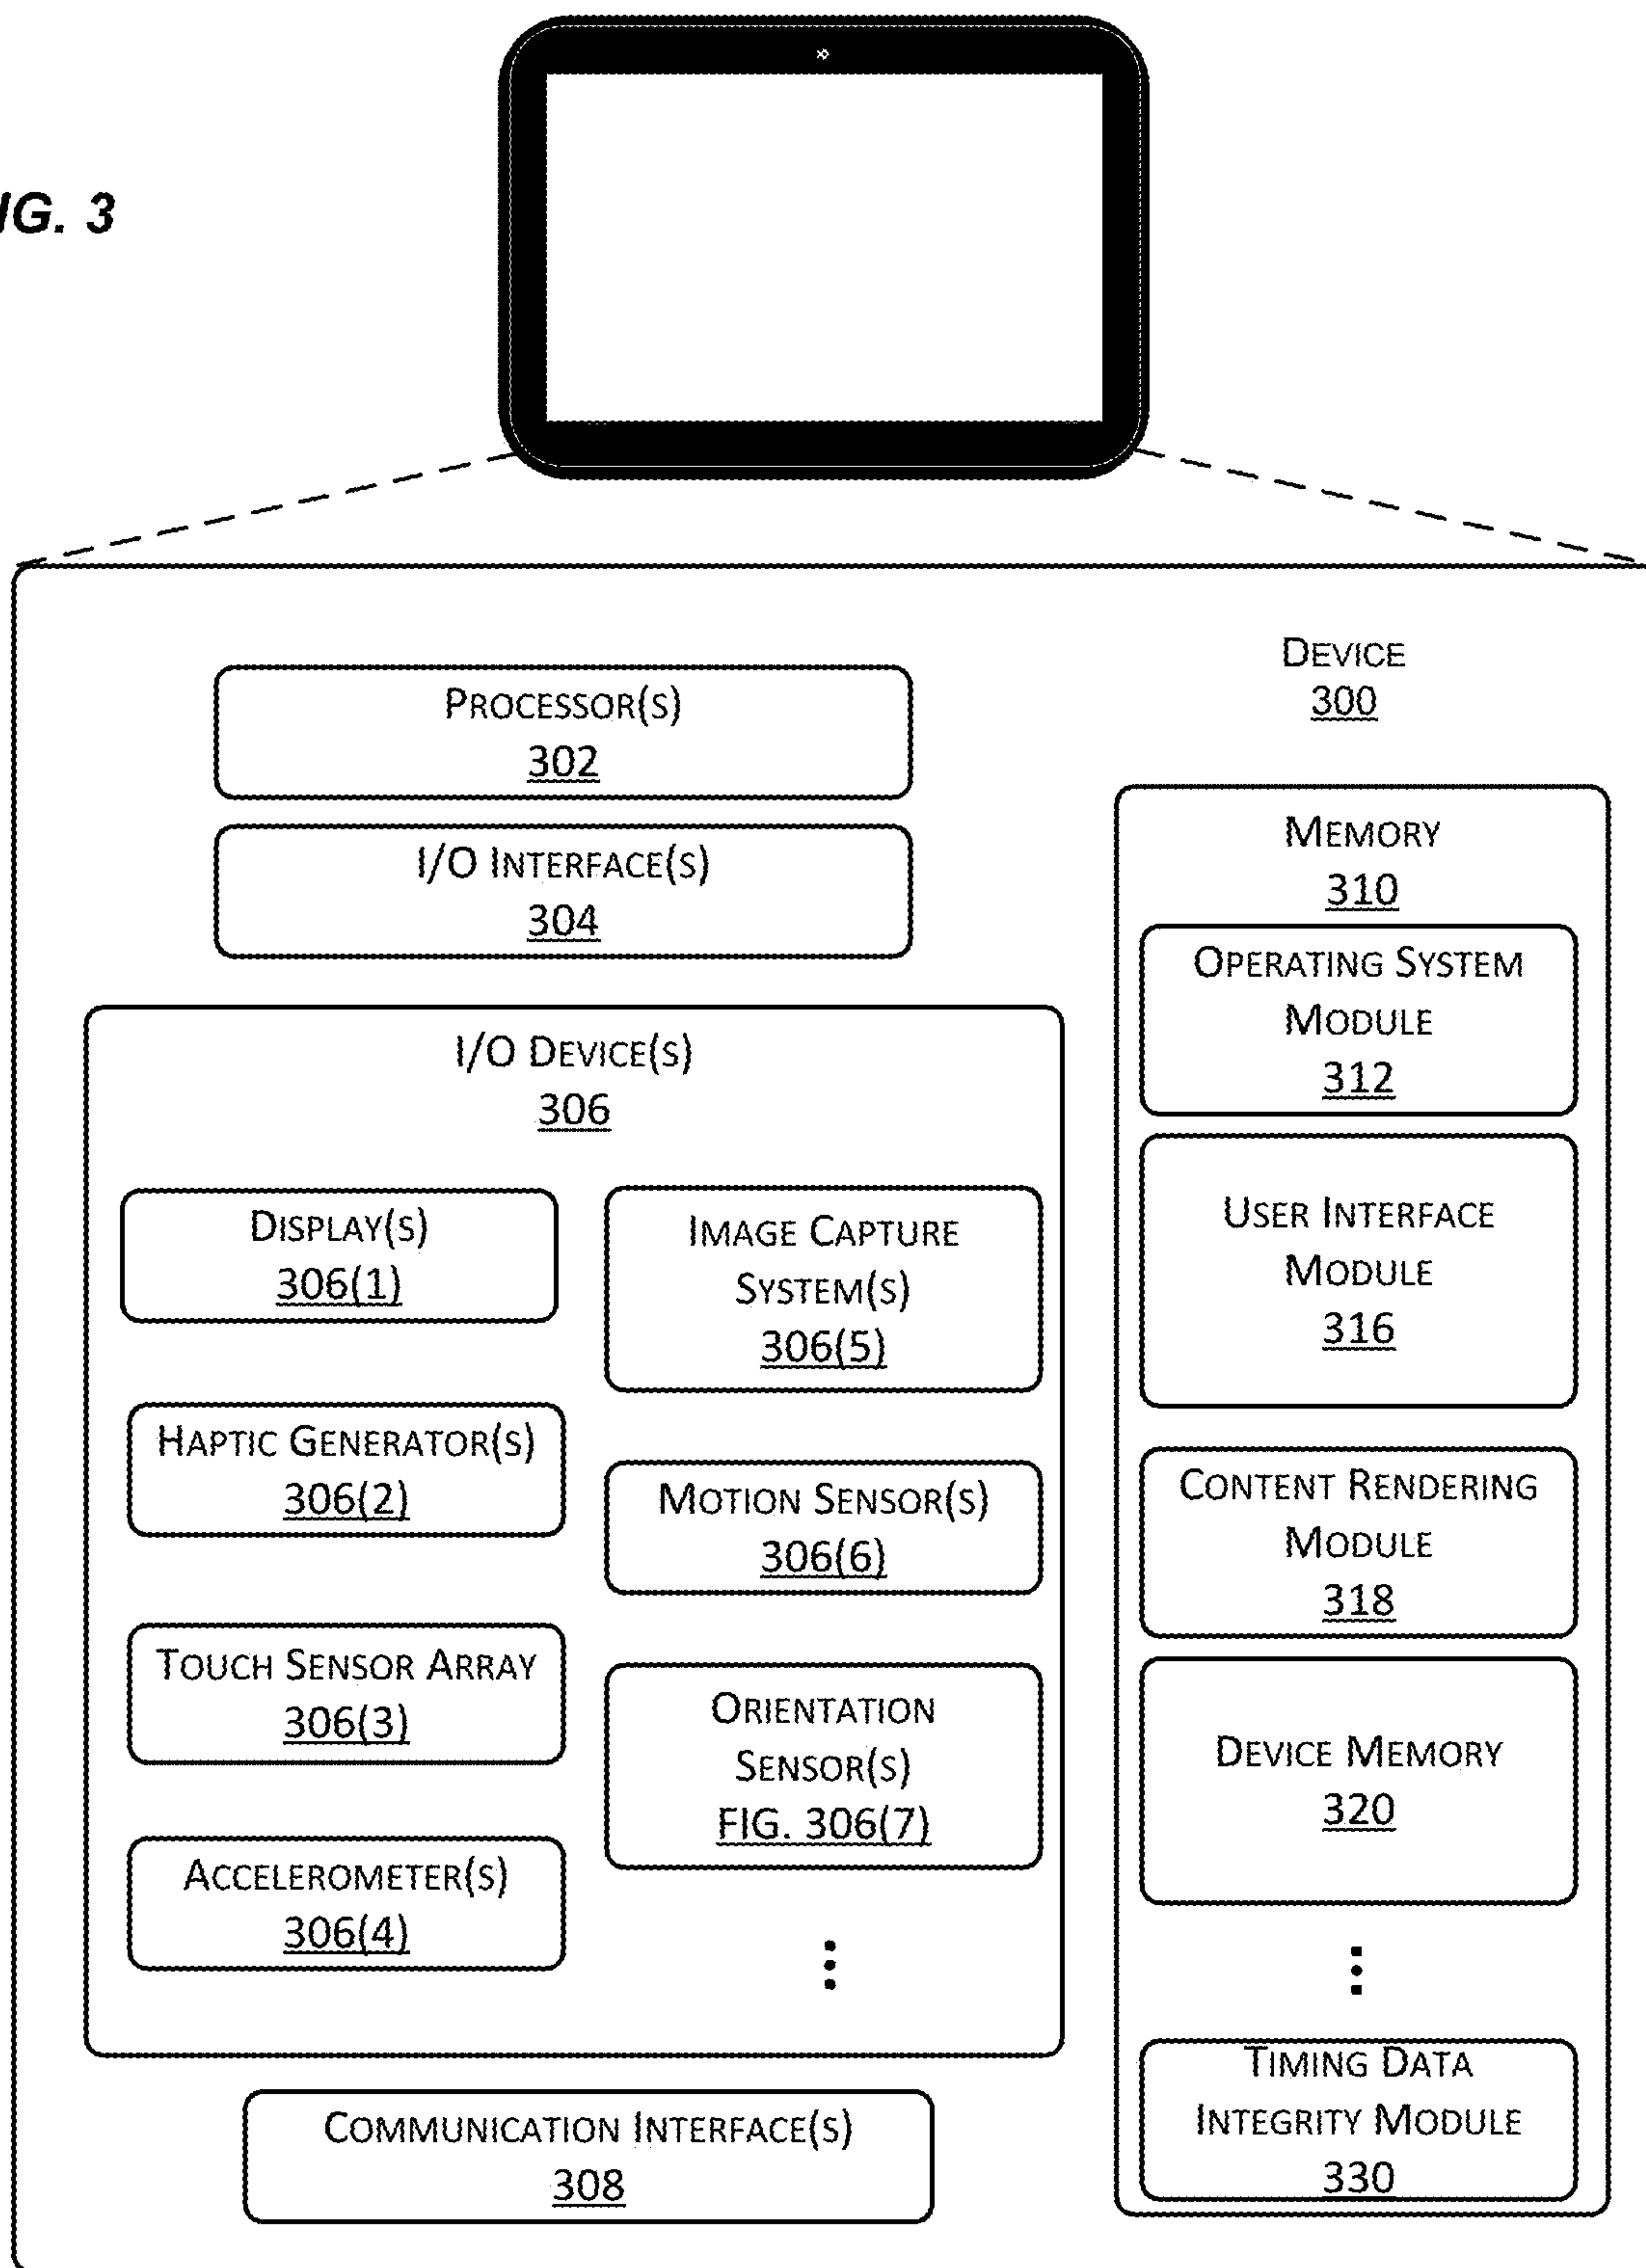 IG. 3
DEVICE
300
PROCESSOR(S)
302
I/O INTERFACE(S)
304
I/O DEVICE(S)
306
DISPLAY(S)
306(1)
HAPTIC GENERATOR(S)
306(2)
TOUCH SENSOR ARRAY
306(3)
ACCELEROMETER(S)
306(4)
IMAGE CAPTURE
SYSTEM(S)
306(5)
MOTION SENSOR(S)
306(6)
ORIENTATION
SENSOR(S)
FIG. 306(7)
COMMUNICATION INTERFACE(S)
308
MEMORY
310
OPERATING SYSTEM
MODULE
312
USER INTERFACE
MODULE
316
CONTENT RENDERING
MODULE
318
DEVICE MEMORY
320
TIMING DATA
INTEGRITY MODULE
330